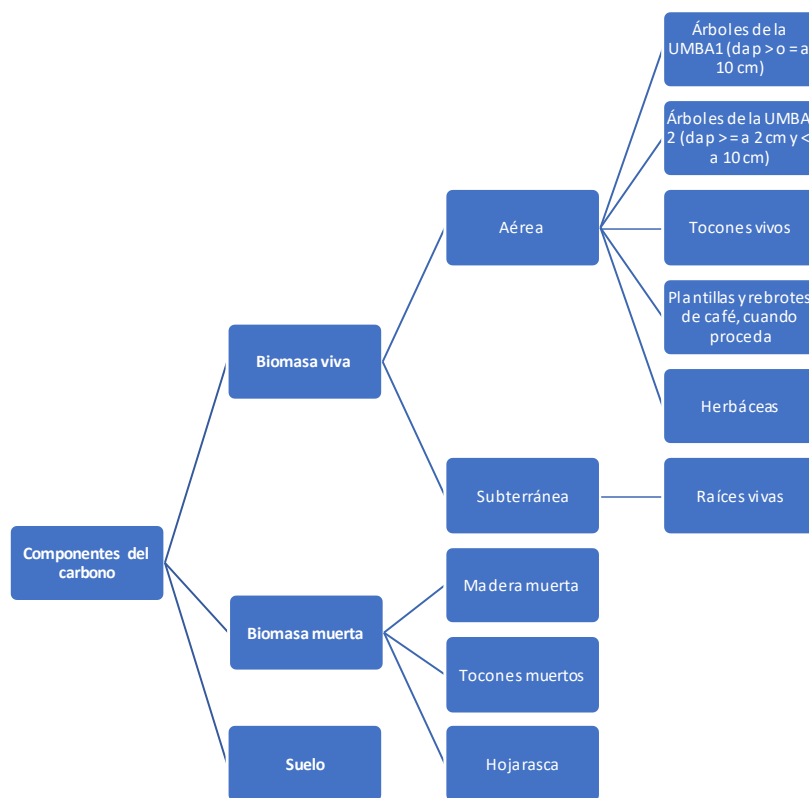 Árboles de la
UMBA1 (dap > o = a
10 cm)
Árboles de la UMBA
2 (dap > = a 2 cm y <
a 10 cm)
Aérea
Tocones vivos
Plantillas y rebrotes
de café, cuando
proceda
Biomasa viva
Herbáceas
Subterránea
Raíces vivas
Componentes del
carbono
Madera muerta
Biomasa muerta
Tocones muertos
Suelo
Hojarasca